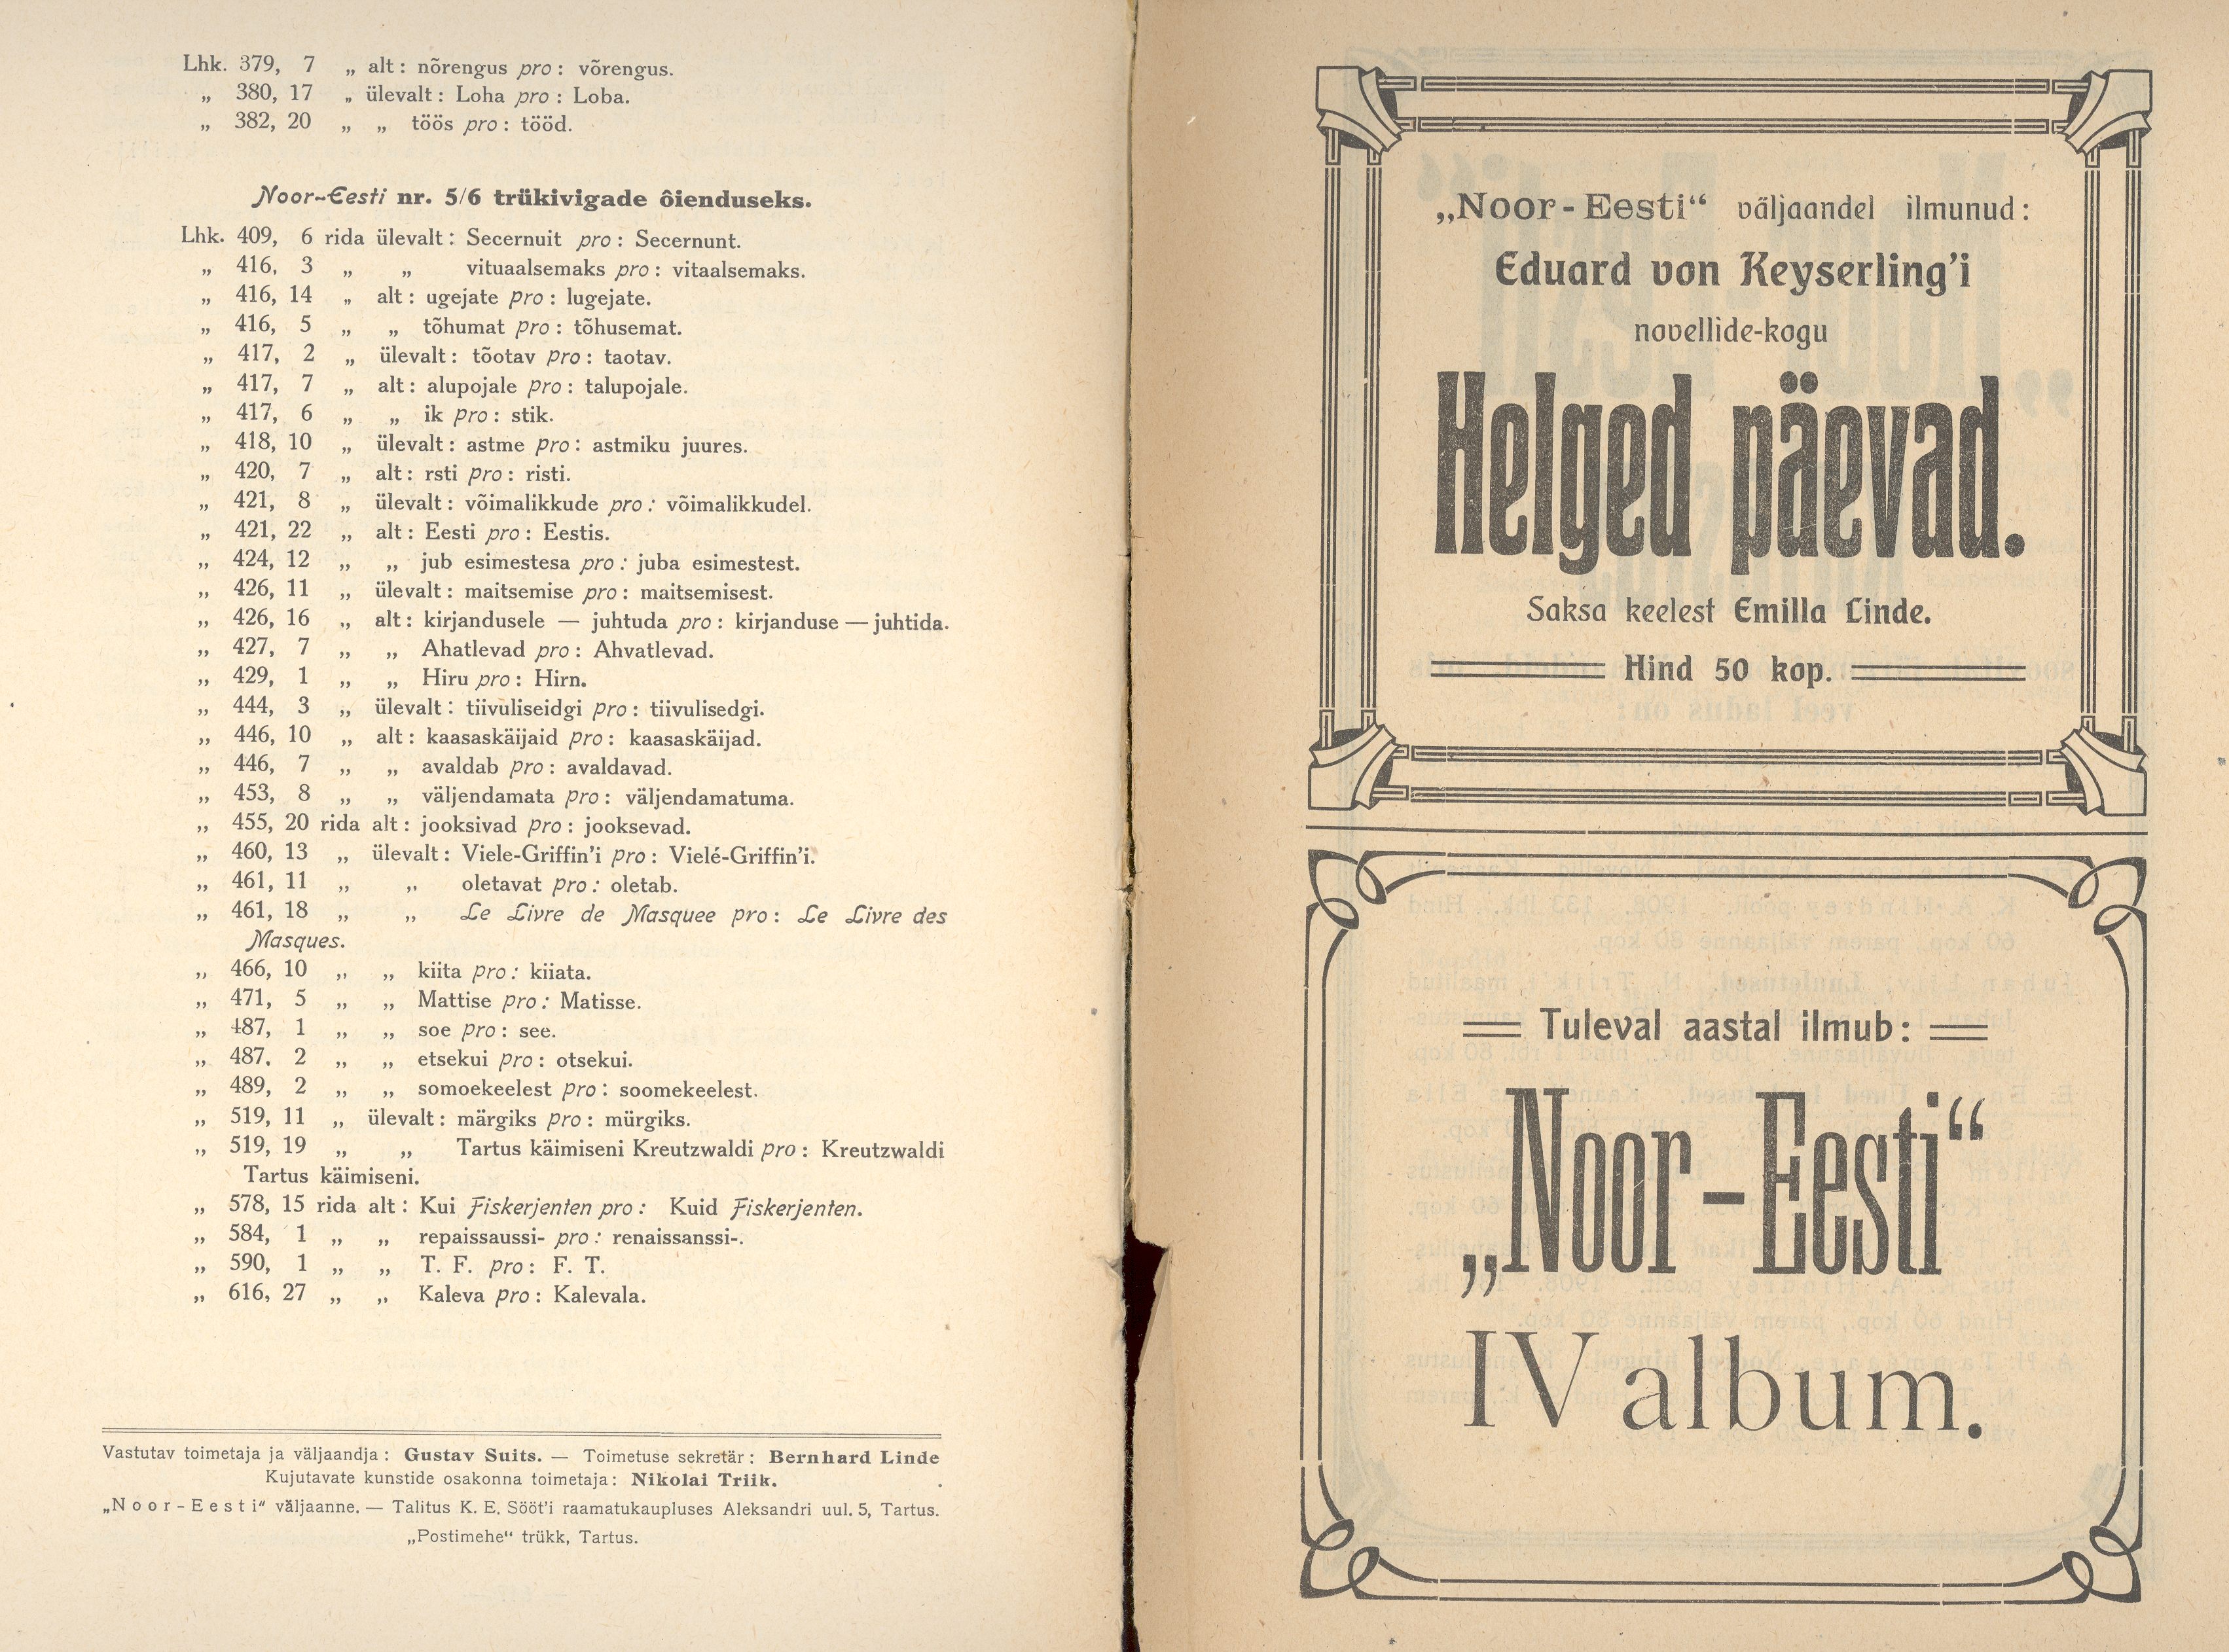 Lhk. 379, 7 „ alt: nõrengus pro: võrengus.
„ 380, 17 „ ülevalt: Loha pro: Loba.
„ 382, 20 „ „ töös pro: tööd.
Noor-Eesti nr. 5/6 trükivigade ôienduseks.
Lhk. 409, 6 rida ülevalt: Secernuit pro: Secernunt.
„ 416, 3 „ „ vituaalsemaks pro: vitaalsemaks.
„ 416, 14 „ alt: ugejate pro: lugejate.
„ 416, 5 „ „ tõhumat pro: tõhusemat.
„ 417, 2 „ ülevalt: tõotav pro: taotav.
„ 417, 7 „ alt: alupojale pro: talupojale.
„ 417, 6 „ „ ik pro: stik.
„ 418, 10 „ ülevalt: astme pro: astmiku juures.
„ 420, 7 „ alt: rsti pro: risti.
„ 421, 8 „ ülevalt: võimalikkude pro: võimalikkudel.
„ 421, 22 „ alt: Eesti pro: Eestis.
„ 424, 12 „ „ jub esimestesa pro: juba esimestest.
„ 426, 11 „ ülevalt: maitsemise pro: maitsemisest.
„ 426, 16 „ alt: kirjandusele — juhtuda pro: kirjanduse — juhtida.
„ 427, 7 „ „ Ahatlevad pro: Ahvatlevad.
„ 429, 1 „ „ Hiru pro: Hirn.
„ 444, 3 „ ülevalt: tiivuliseidgi pro: tiivulisedgi.
„ 446, 10 „ alt: kaasaskäijaid pro: kaasaskäijad.
„ 446, 7 „ „ avaldab pro: avaldavad.
„ 453, 8 „ „ väljendamata pro: väljendamatuma.
„ 455, 20 rida alt: jooksivad pro: jooksevad.
„ 460, 13 „ ülevalt: Viele-Griffin'i pro: Vielé-Griffin'i.
„ 461, 11 „ „ oletavat pro: oletab.
„ 461, 18 „ „ Le Livre de Masquee pro: Le Livre des
Masques.
„ 466, 10 „ „ kiita pro: kiiata.
„ 471, 5 „ „ Mattise pro: Matisse.
„ 487, 1 „ „ soe pro: see.
„ 487, 2 „ „ etsekui pro: otsekui.
„ 489, 2 „ „ somoekeelest pro: soomekeelest.
„ 519, 11 „ ülevalt: märgiks pro: mürgiks.
„ 519, 19 „ „ Tartus käimiseni Kreutzwaldi pro: Kreutzwaldi
Tartus käimiseni.
„ 578, 15 rida alt: Kui Fiskerjenten pro: Kuid Fiskerjenten.
„ 584, 1 „ „ repaissaussi- pro: renaissanssi-.
„ 590, 1 „ „ T. F. pro: F. T.
„ 616, 27 „ „ Kaleva pro: Kalevala.
Vastutav toimetaja ja väljaandja: Gustav Suits. — Toimetuse sekretär: Bernhard Linde
Kujutavate kunstide osakonna toimetaja: Nikolai Triik.
„Noor-Eesti“ väljaanne. — Talitus K. E. Sööt'i raamatukaupluses Aleksandri uul. 5, Tartus.
„Postimehe“ trükk, Tartus.
„Noor-Eesti“ väljaandel ilmunud:
Eduard von Keyserling'i
novellide-kogu
Helged päevad.
Saksa keelest Emilla Linde.
Hind 50 kop.
Tuleval aastal ilmub:
„Noor-Eesti“
IV album.